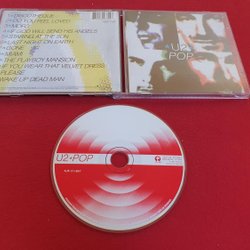 DISCOTHEQUE
DO YOU FEEL LOVED
MOFO
IF GOD WILL SEND HIS ANGELS
STARING AT THE SUN
LAST NIGHT ON EARTH
GONE
MIAMI
THE PLAYBOY MANSION
IF YOU WEAR THAT VELVET DRESS
PLEASE
WAKE UP DEAD MAN
U2
POP
U2 POP